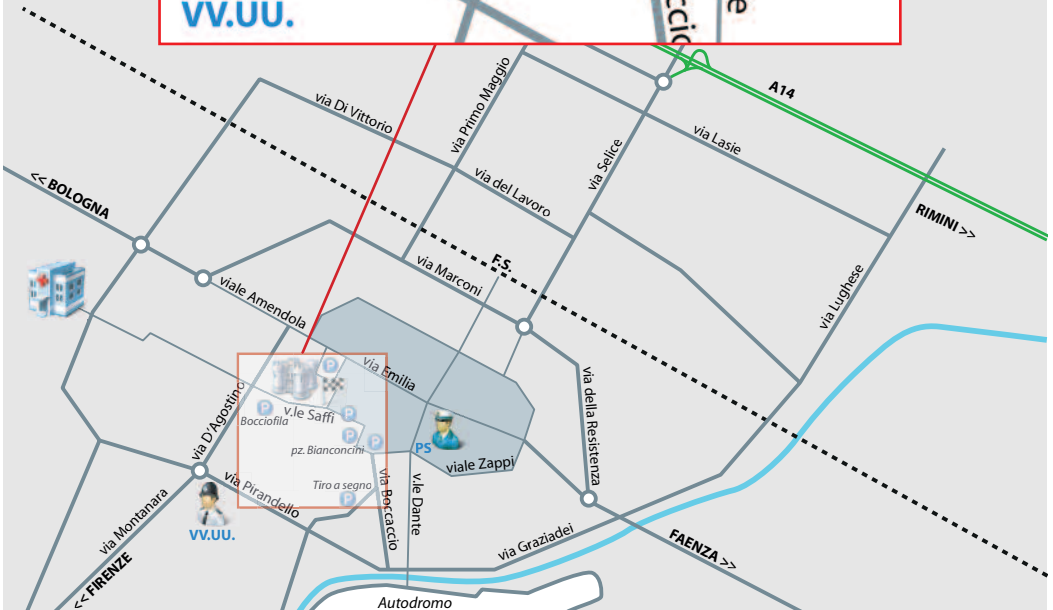 VV.UU.
ccio
e
A14
via Di Vittorio
via Primo Maggio
via Lasie
via Selice
via del Lavoro
<< BOLOGNA
RIMINI >>
F.S.
via Marconi
viale Amendola
via Lughese
via Emilia
P
via D'Agostino
P
v.le Saffi
P
Bocciofila
via della Resistenza
P
P
pz. Bianconcini
PS
viale Zappi
via Pirandello
Tiro a segno
P
via Boccaccio
v.le Dante
via Montanara
VV.UU.
via Graziadei
FAENZA >>
<< FIRENZE
Autodromo